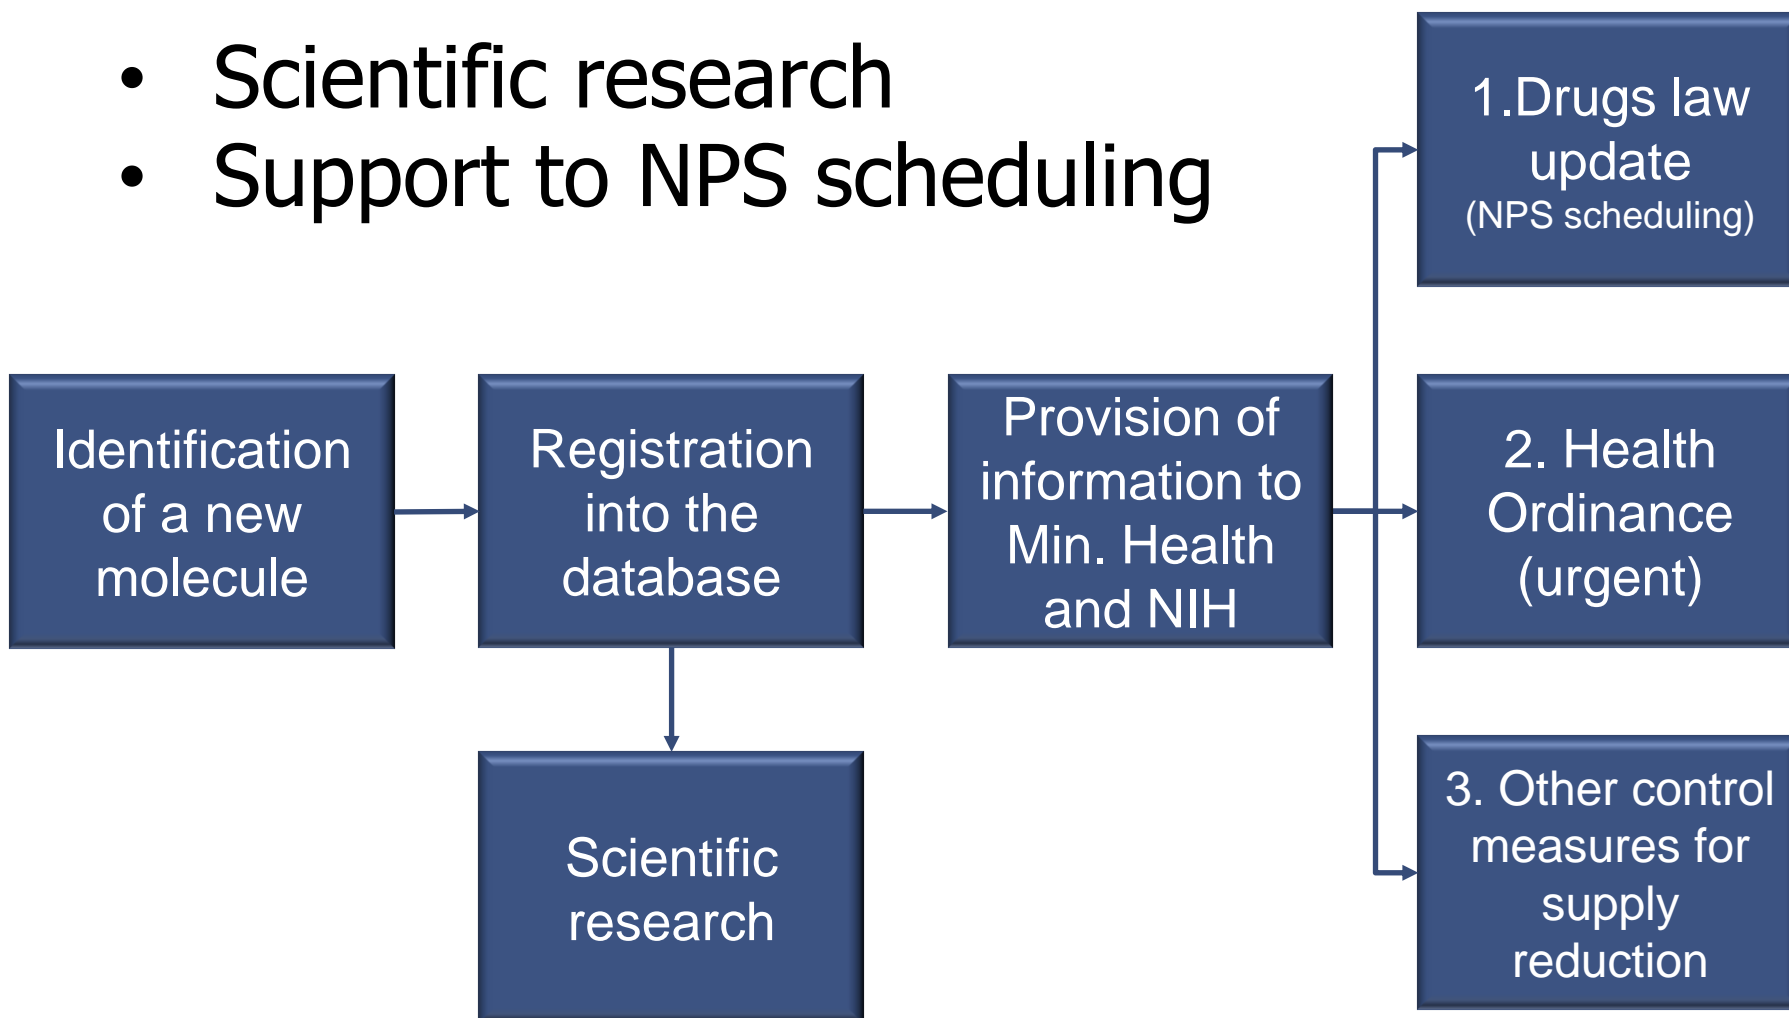 • Scientific research
• Support to NPS scheduling
1.Drugs law
update
(NPS scheduling)
Identification
of a new
molecule
Registration
into the
database
Provision of
information to
Min. Health
and NIH
2. Health
Ordinance
(urgent)
Scientific
research
3. Other control
measures for
supply
reduction